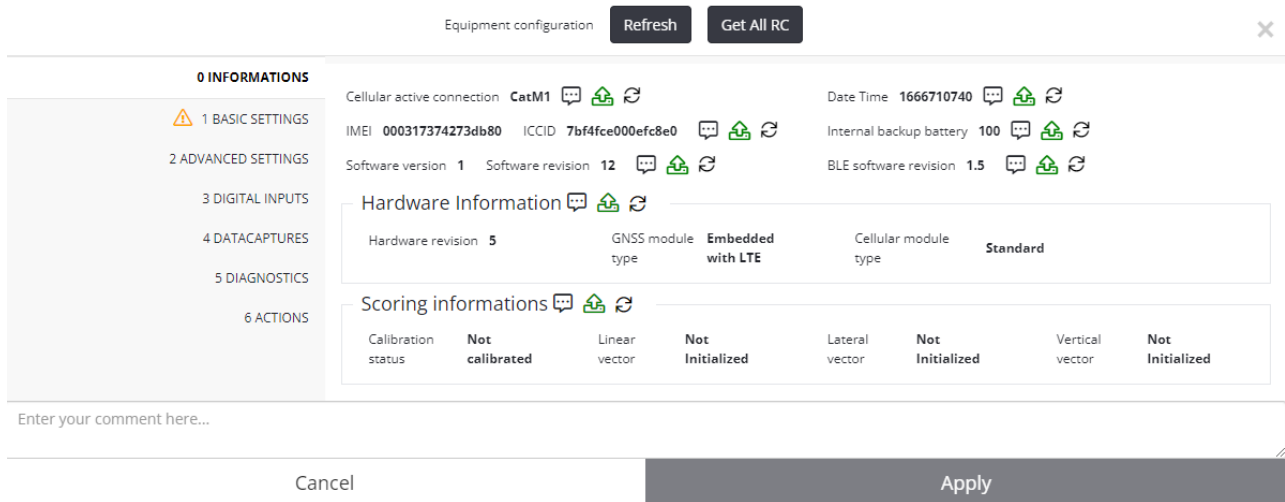 Equipment configuration Refresh Get All RC
0 INFORMATIONS
1 BASIC SETTINGS
2 ADVANCED SETTINGS
3 DIGITAL INPUTS
4 DATACAPTURES
5 DIAGNOSTICS
6 ACTIONS
Cellular active connection CatM1
Date Time 1666710740
IMEI 000317374273db80 ICCID 7bf4fce000efc8e0
Internal backup battery 100
Software version 1 Software revision 12
BLE software revision 1.5
Hardware Information
Hardware revision 5
GNSS module type Embedded with LTE
Cellular module type Standard
Scoring informations
Calibration status Not calibrated
Linear vector Not Initialized
Lateral vector Not Initialized
Vertical vector Not Initialized
Enter your comment here...
Cancel
Apply